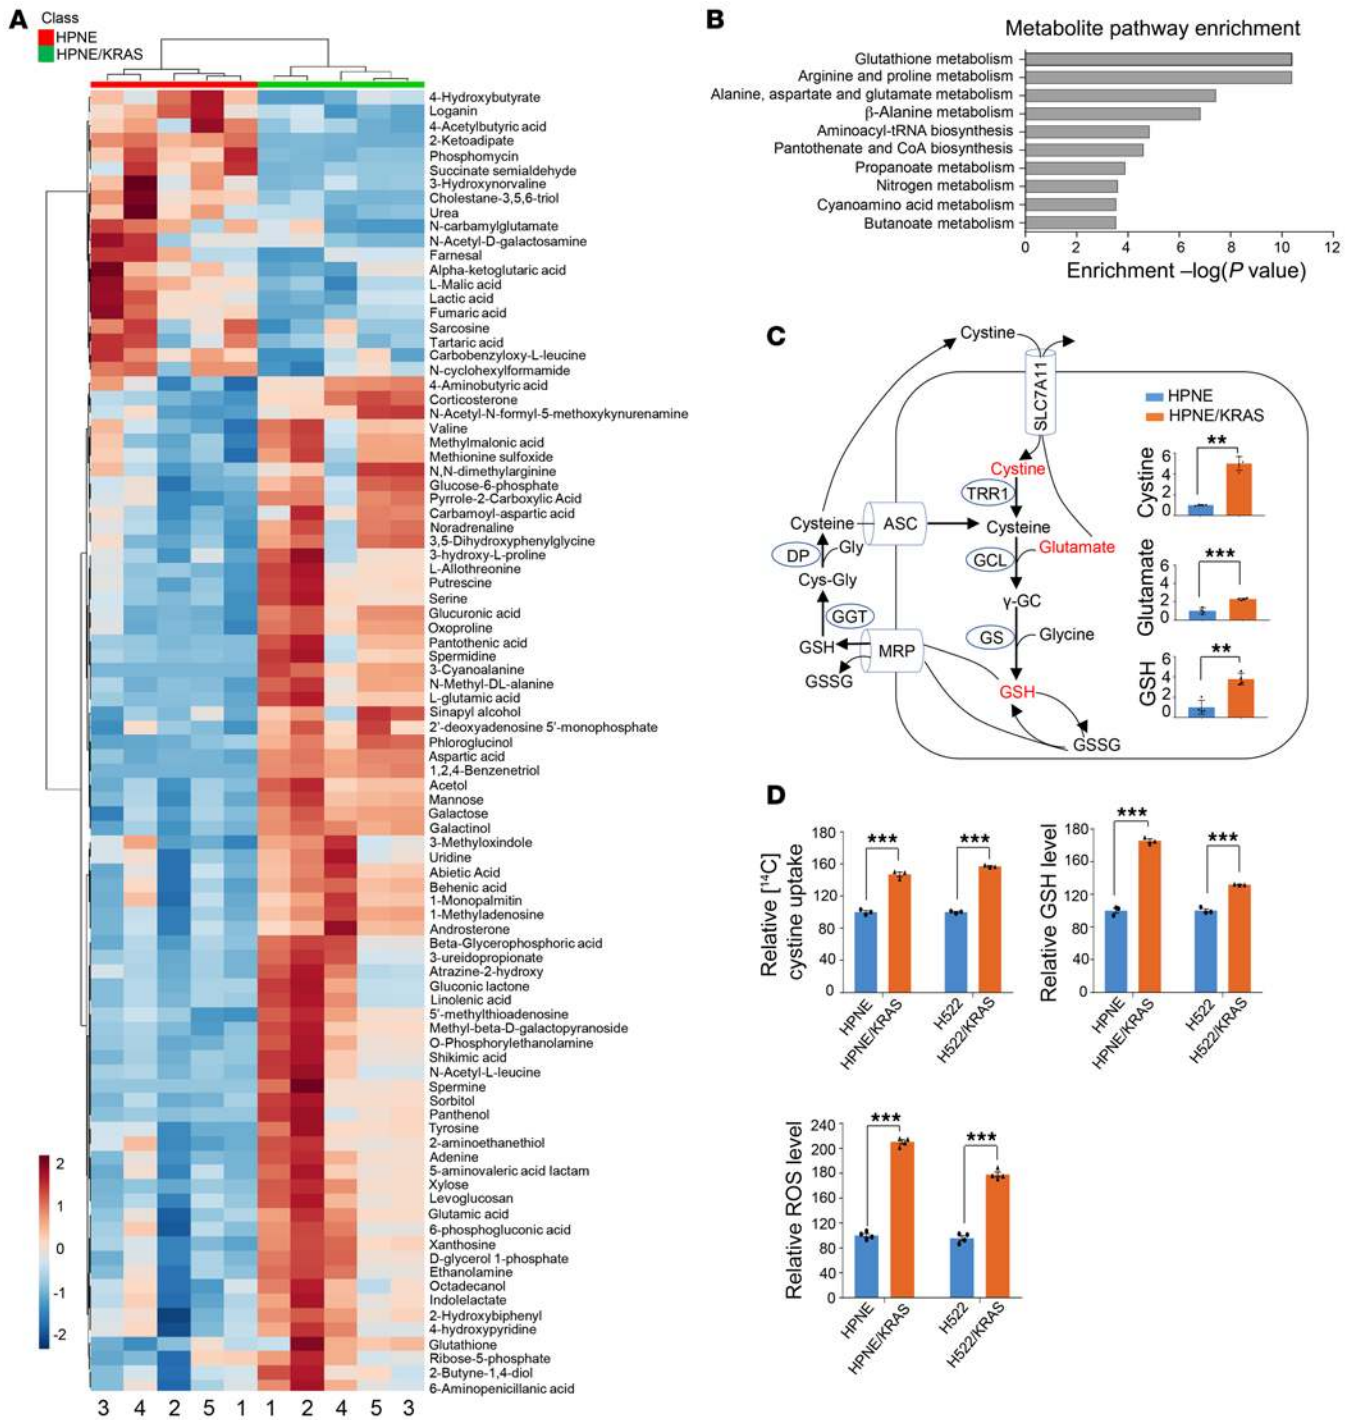 A
Class
HPNE
HPNE/KRAS
4-Hydroxybutyrate
Loganin
4-Acetylbutyric acid
2-Ketoadipate
Phosphomycin
Succinate semialdehyde
3-Hydroxynorvaline
Cholestane-3,5,6-triol
Urea
N-carbamylglutamate
N-Acetyl-D-galactosamine
Farnesal
Alpha-ketoglutaric acid
L-Malic acid
Lactic acid
Fumaric acid
Sarcosine
Tartaric acid
Carbobenzyloxy-L-leucine
N-cyclohexylformamide
4-Aminobutyric acid
Corticosterone
N-Acetyl-N-formyl-5-methoxykynurenamine
Valine
Methylmalonic acid
Methionine sulfoxide
N,N-dimethylarginine
Glucose-6-phosphate
Pyrrole-2-Carboxylic Acid
Carbamoyl-aspartic acid
Noradrenaline
3,5-Dihydroxyphenylglycine
3-hydroxy-L-proline
L-Allothreonine
Putrescine
Serine
Glucuronic acid
Oxoproline
Pantothenic acid
Spermidine
3-Cyanoalanine
N-Methyl-DL-alanine
L-glutamic acid
Sinapyl alcohol
2'-deoxyadenosine 5'-monophosphate
Phloroglucinol
Aspartic acid
1,2,4-Benzenetriol
Acetol
Mannose
Galactose
Galactinol
3-Methyloxindole
Uridine
Abietic Acid
Behenic acid
1-Monopalmitin
1-Methyladenosine
Androsterone
Beta-Glycerophosphoric acid
3-ureidopropionate
Atrazine-2-hydroxy
Gluconic lactone
Linolenic acid
5'-methylthioadenosine
Methyl-beta-D-galactopyranoside
O-Phosphorylethanolamine
Shikimic acid
N-Acetyl-L-leucine
Spermine
Sorbitol
Panthenol
Tyrosine
2-aminoethanethiol
Adenine
5-aminovaleric acid lactam
Xylose
Levoglucosan
Glutamic acid
6-phosphogluconic acid
Xanthosine
D-glycerol 1-phosphate
Ethanolamine
Octadecanol
Indolelactate
2-Hydroxybiphenyl
4-hydroxypyridine
Glutathione
Ribose-5-phosphate
2-Butyne-1,4-diol
6-Aminopenicillanic acid
2
1
0
-1
-2
3 4 2 5 1 1 2 4 5 3
B
Metabolite pathway enrichment
Glutathione metabolism
Arginine and proline metabolism
Alanine, aspartate and glutamate metabolism
β-Alanine metabolism
Aminoacyl-tRNA biosynthesis
Pantothenate and CoA biosynthesis
Propanoate metabolism
Nitrogen metabolism
Cyanoamino acid metabolism
Butanoate metabolism
0 2 4 6 8 10 12
Enrichment –log(P value)
C
Cystine
SLC7A11
Cystine
TRR1
Cysteine
ASC
Cysteine
DP
Gly
GCL
Glutamate
Cys-Gly
γ-GC
GGT
GS
Glycine
GSH
MRP
GSSG
GSH
GSSG
HPNE
HPNE/KRAS
Cystine
6
4
2
0
**
Glutamate
6
4
2
0
***
GSH
6
4
2
0
**
D
Relative [14C]
cystine uptake
180
160
120
80
40
0
***
***
HPNE
HPNE/KRAS
H522
H522/KRAS
Relative GSH level
180
160
120
80
40
0
***
***
HPNE
HPNE/KRAS
H522
H522/KRAS
Relative ROS level
240
200
180
160
120
80
40
0
***
***
HPNE
HPNE/KRAS
H522
H522/KRAS